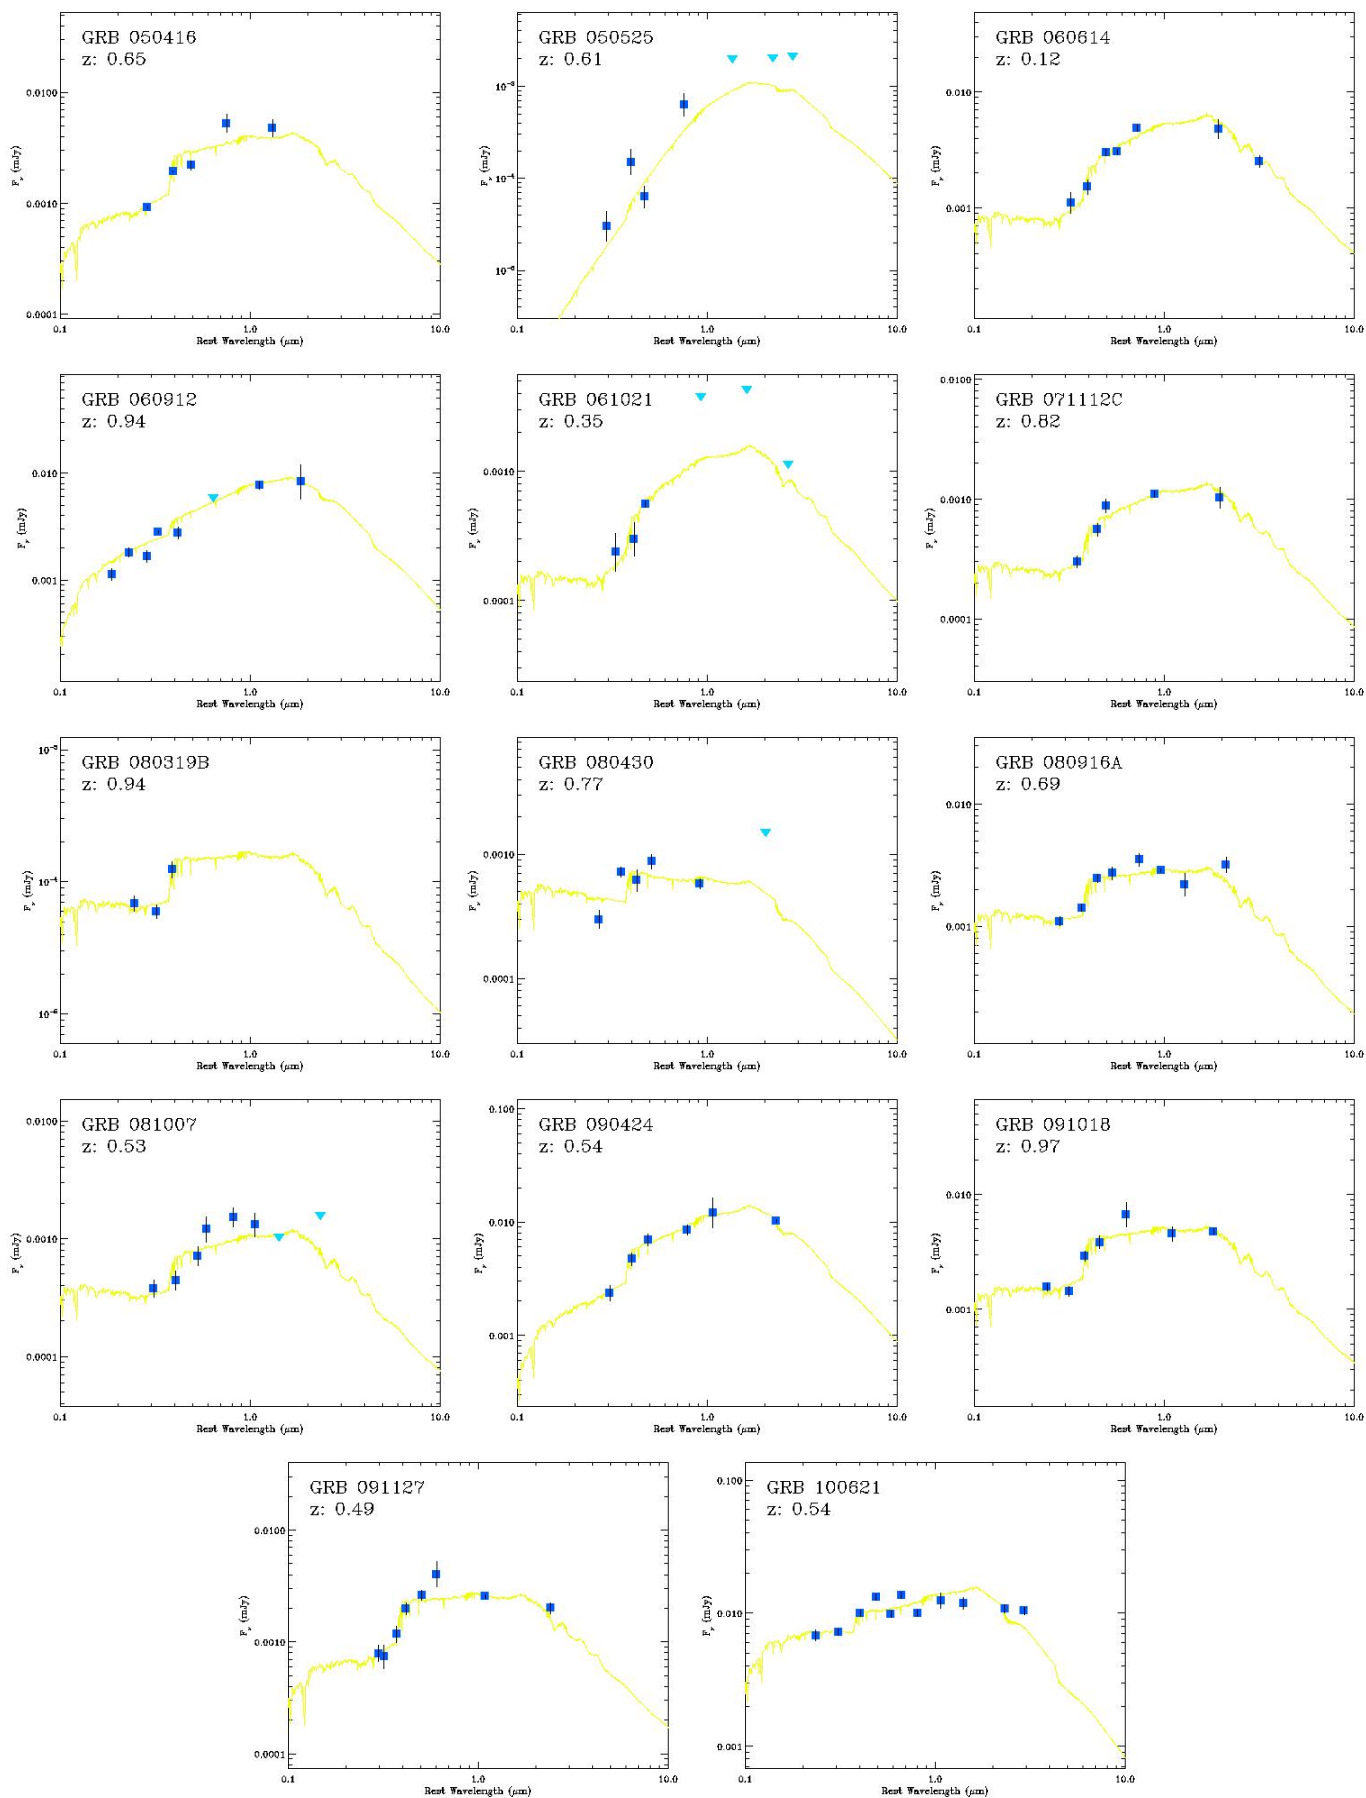 GRB 050416
z: 0.65
0.0100
0.0010
0.0001
F_ν (mJy)
0.1 1.0 10.0
Rest Wavelength (μm)
GRB 050525
z: 0.61
10⁻³
10⁻⁴
10⁻⁵
F_ν (mJy)
0.1 1.0 10.0
Rest Wavelength (μm)
GRB 060614
z: 0.12
0.010
0.001
F_ν (mJy)
0.1 1.0 10.0
Rest Wavelength (μm)
GRB 060912
z: 0.94
0.010
0.001
F_ν (mJy)
0.1 1.0 10.0
Rest Wavelength (μm)
GRB 061021
z: 0.35
0.0010
0.0001
F_ν (mJy)
0.1 1.0 10.0
Rest Wavelength (μm)
GRB 071112C
z: 0.82
0.0100
0.0010
0.0001
F_ν (mJy)
0.1 1.0 10.0
Rest Wavelength (μm)
GRB 080319B
z: 0.94
10⁻³
10⁻⁴
10⁻⁵
F_ν (mJy)
0.1 1.0 10.0
Rest Wavelength (μm)
GRB 080430
z: 0.77
0.0010
0.0001
F_ν (mJy)
0.1 1.0 10.0
Rest Wavelength (μm)
GRB 080916A
z: 0.69
0.010
0.001
F_ν (mJy)
0.1 1.0 10.0
Rest Wavelength (μm)
GRB 081007
z: 0.53
0.0100
0.0010
0.0001
F_ν (mJy)
0.1 1.0 10.0
Rest Wavelength (μm)
GRB 090424
z: 0.54
0.100
0.010
0.001
F_ν (mJy)
0.1 1.0 10.0
Rest Wavelength (μm)
GRB 091018
z: 0.97
0.010
0.001
F_ν (mJy)
0.1 1.0 10.0
Rest Wavelength (μm)
GRB 091127
z: 0.49
0.0100
0.0010
0.0001
F_ν (mJy)
0.1 1.0 10.0
Rest Wavelength (μm)
GRB 100621
z: 0.54
0.100
0.010
0.001
F_ν (mJy)
0.1 1.0 10.0
Rest Wavelength (μm)